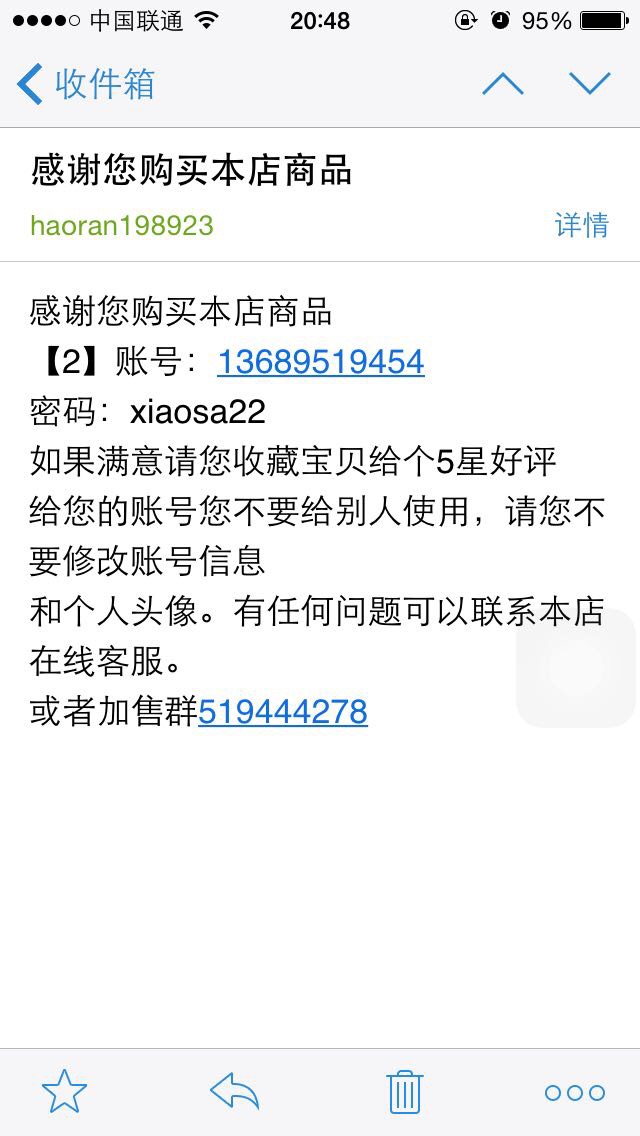 中国联通 20:48 95%
收件箱
感谢您购买本店商品
haoran198923 详情
感谢您购买本店商品
【2】账号：13689519454
密码：xiaosa22
如果满意请您收藏宝贝给个5星好评
给您的账号您不要给别人使用，请您不
要修改账号信息
和个人头像。有任何问题可以联系本店
在线客服。
或者加售群519444278